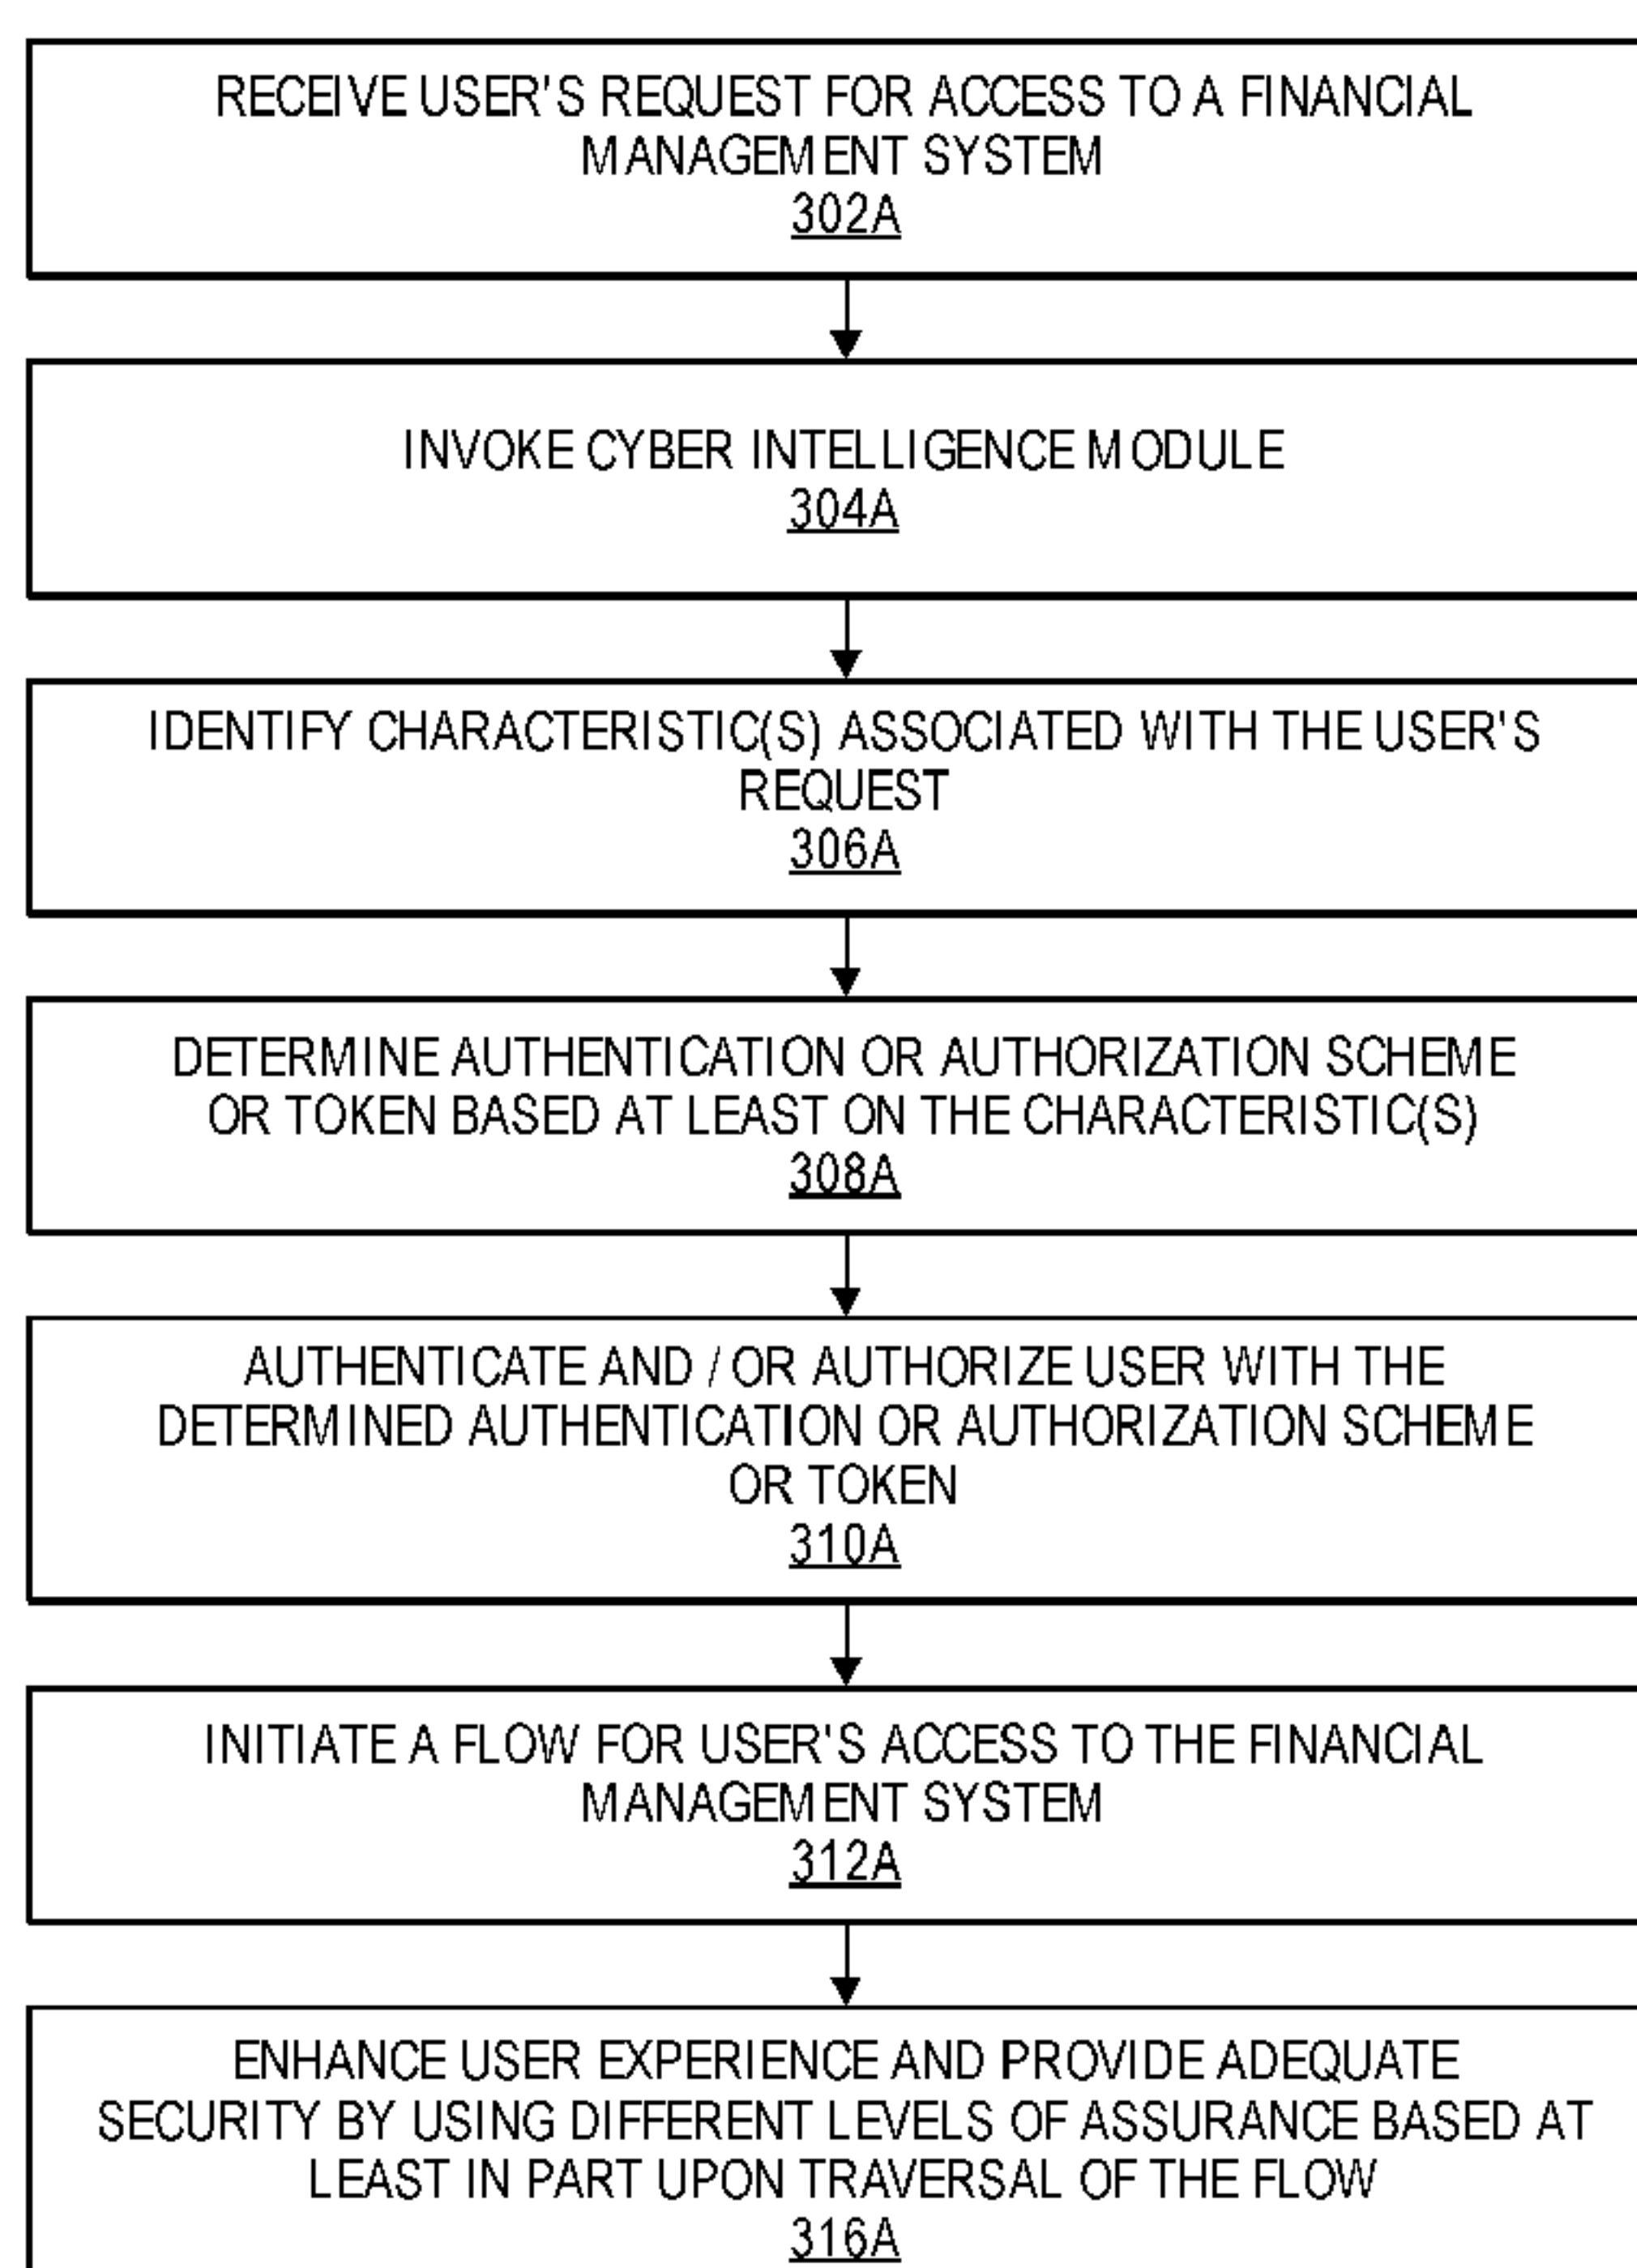 RECEIVE USER'S REQUEST FOR ACCESS TO A FINANCIAL
MANAGEMENT SYSTEM
302A
INVOKE CYBER INTELLIGENCE MODULE
304A
IDENTIFY CHARACTERISTIC(S) ASSOCIATED WITH THE USER'S
REQUEST
306A
DETERMINE AUTHENTICATION OR AUTHORIZATION SCHEME
OR TOKEN BASED AT LEAST ON THE CHARACTERISTIC(S)
308A
AUTHENTICATE AND / OR AUTHORIZE USER WITH THE
DETERMINED AUTHENTICATION OR AUTHORIZATION SCHEME
OR TOKEN
310A
INITIATE A FLOW FOR USER'S ACCESS TO THE FINANCIAL
MANAGEMENT SYSTEM
312A
ENHANCE USER EXPERIENCE AND PROVIDE ADEQUATE
SECURITY BY USING DIFFERENT LEVELS OF ASSURANCE BASED AT
LEAST IN PART UPON TRAVERSAL OF THE FLOW
316A